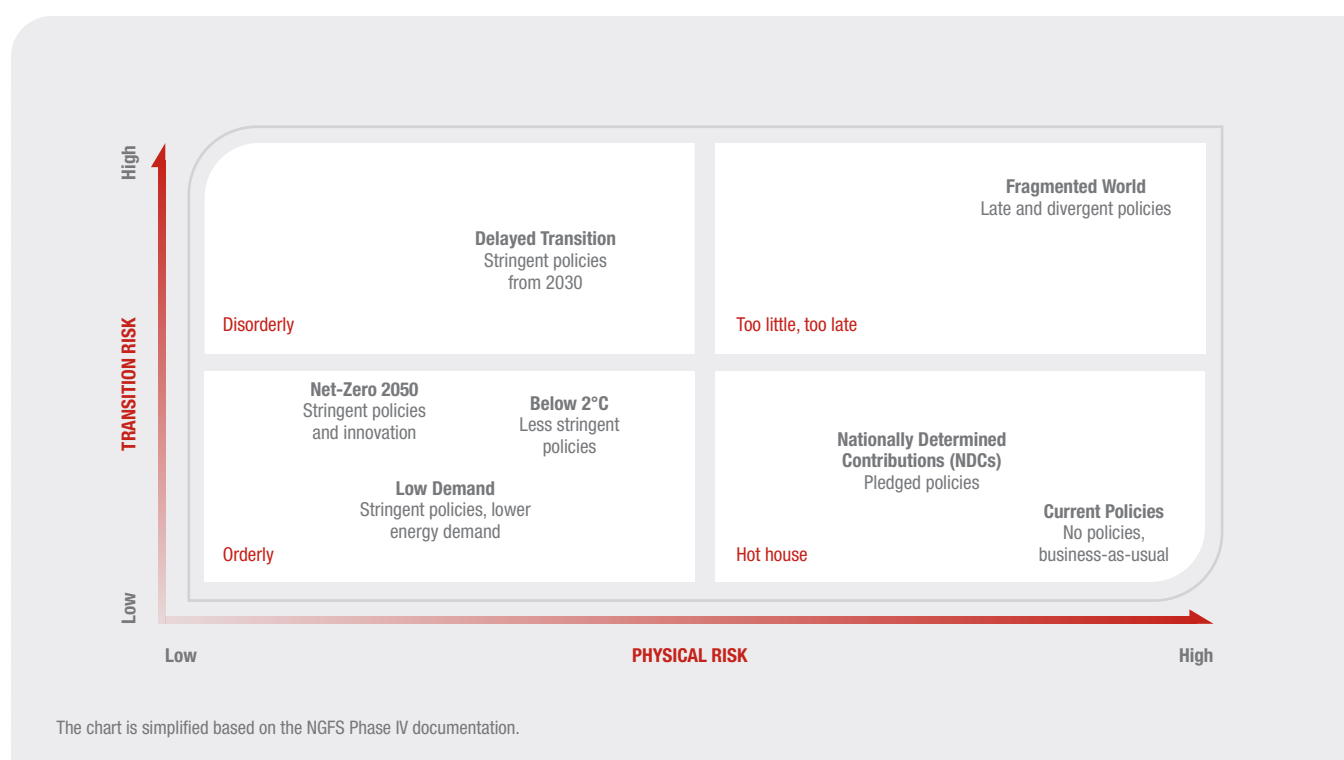 High
TRANSITION RISK
Low
Delayed Transition
Stringent policies
from 2030
Disorderly
Fragmented World
Late and divergent policies
Too little, too late
Net-Zero 2050
Stringent policies
and innovation
Below 2°C
Less stringent
policies
Low Demand
Stringent policies, lower
energy demand
Orderly
Nationally Determined
Contributions (NDCs)
Pledged policies
Current Policies
No policies,
business-as-usual
Hot house
Low
PHYSICAL RISK
High
The chart is simplified based on the NGFS Phase IV documentation.